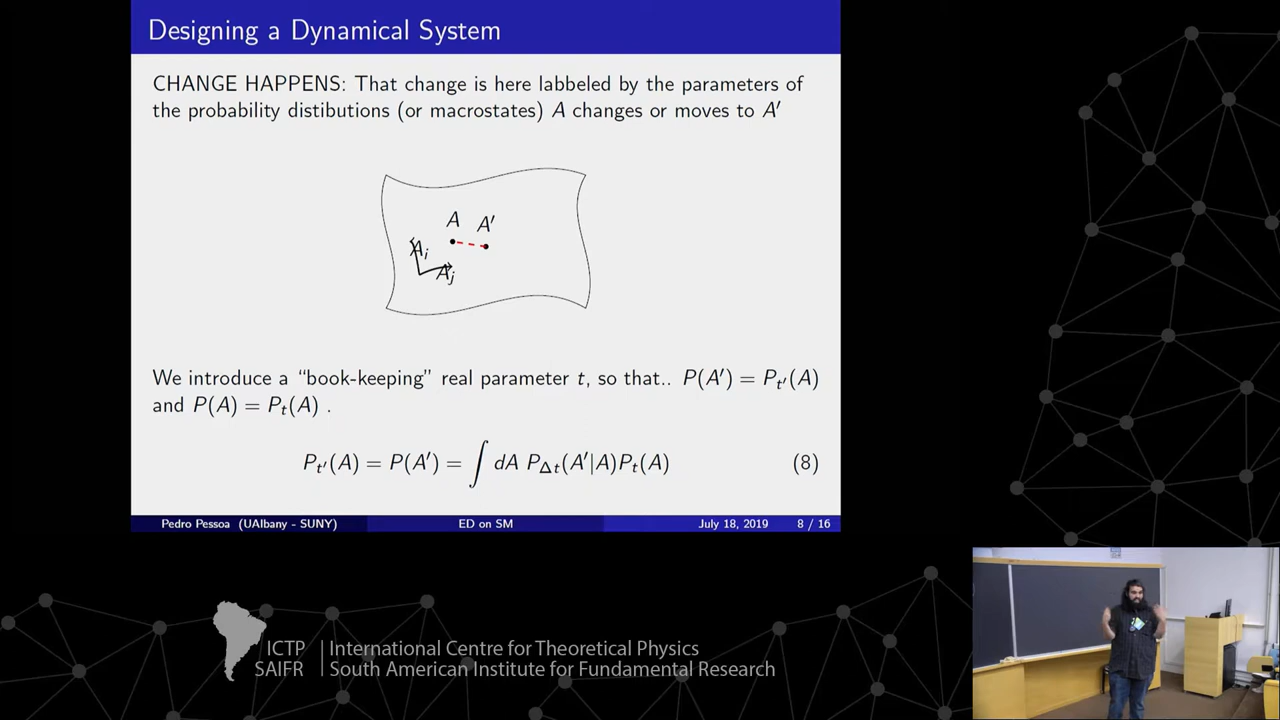 Designing a Dynamical System
CHANGE HAPPENS: That change is here labbeled by the parameters of
the probability distibutions (or macrostates) A changes or moves to A′
A A′
A_i
A_j
We introduce a “book-keeping” real parameter t, so that.. P(A′) = P_{t′}(A)
and P(A) = P_t(A) .
P_{t′}(A) = P(A′) = ∫ dA P_{Δt}(A′|A)P_t(A) (8)
Pedro Pessoa (UAlbany - SUNY) ED on SM July 18, 2019 8 / 16
ICTP International Centre for Theoretical Physics
SAIFR South American Institute for Fundamental Research